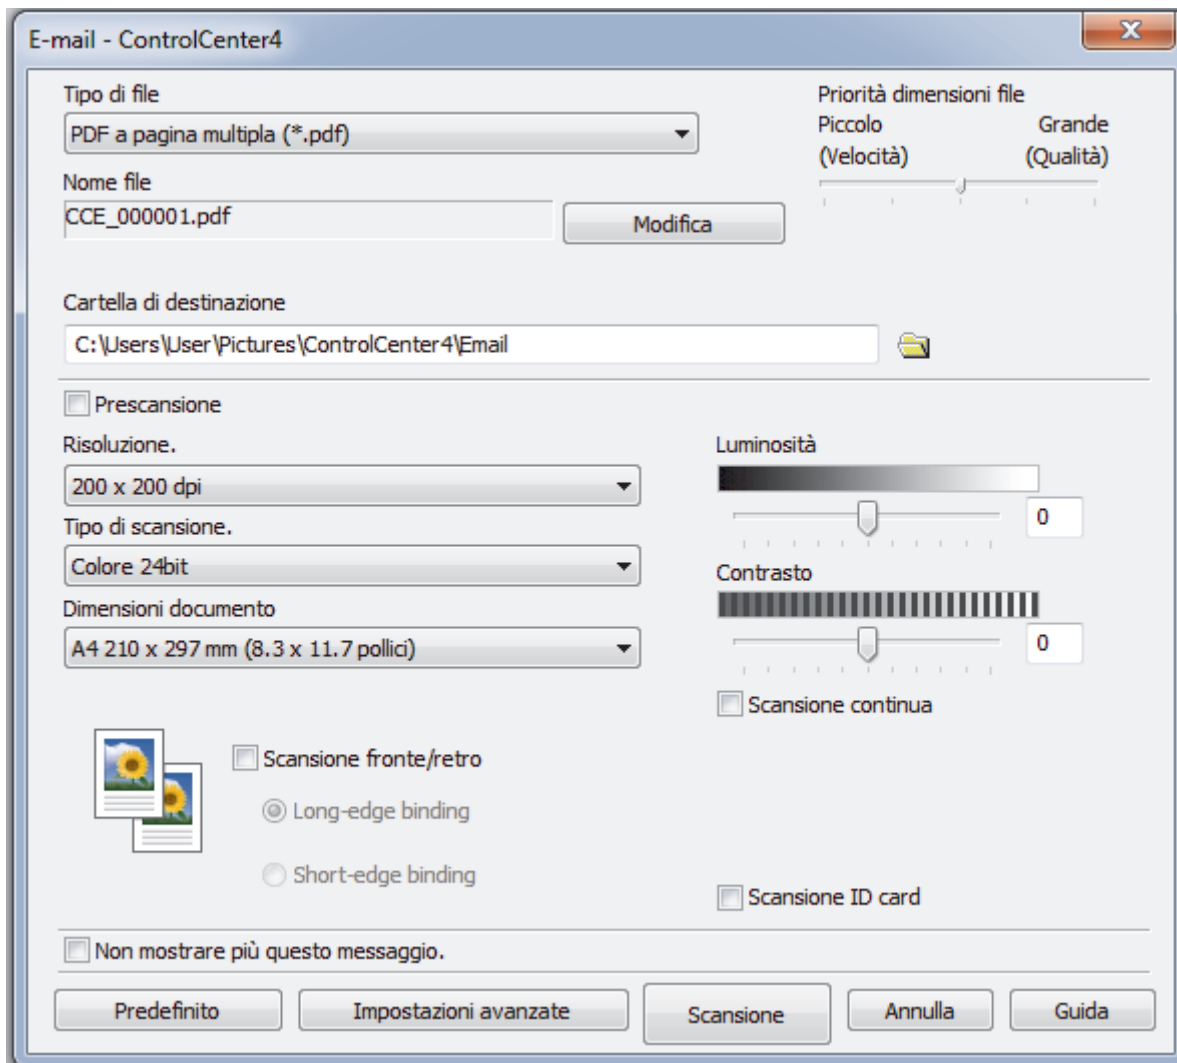 E-mail - ControlCenter4
Tipo di file
PDF a pagina multipla (*.pdf)
Nome file
CCE_000001.pdf
Modifica
Priorità dimensioni file
Piccolo Grande
(Velocità) (Qualità)
Cartella di destinazione
C:\Users\User\Pictures\ControlCenter4\Email
Prescansione
Risoluzione.
200 x 200 dpi
Tipo di scansione.
Colore 24bit
Dimensioni documento
A4 210 x 297 mm (8.3 x 11.7 pollici)
Luminosità
0
Contrasto
0
Scansione continua
Scansione fronte/retro
Long-edge binding
Short-edge binding
Scansione ID card
Non mostrare più questo messaggio.
Predefinito Impostazioni avanzate Scansione Annulla Guida